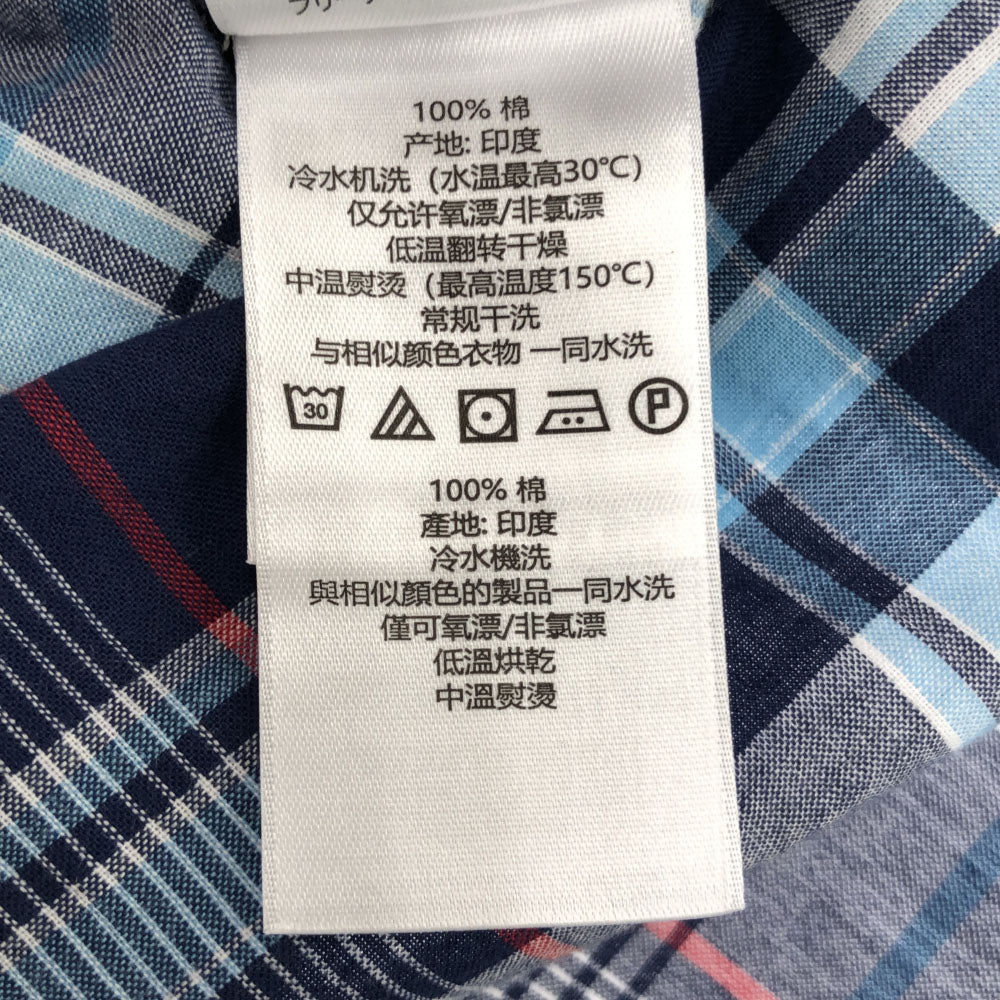 100% 棉
产地: 印度
冷水机洗（水温最高30℃）
仅允许氧漂/非氯漂
低温翻转干燥
中温熨烫（最高温度150℃）
常规干洗
与相似颜色衣物 一同水洗
30
P
100% 棉
產地: 印度
冷水機洗
與相似顏色的製品一同水洗
僅可氧漂/非氯漂
低溫烘乾
中溫熨燙